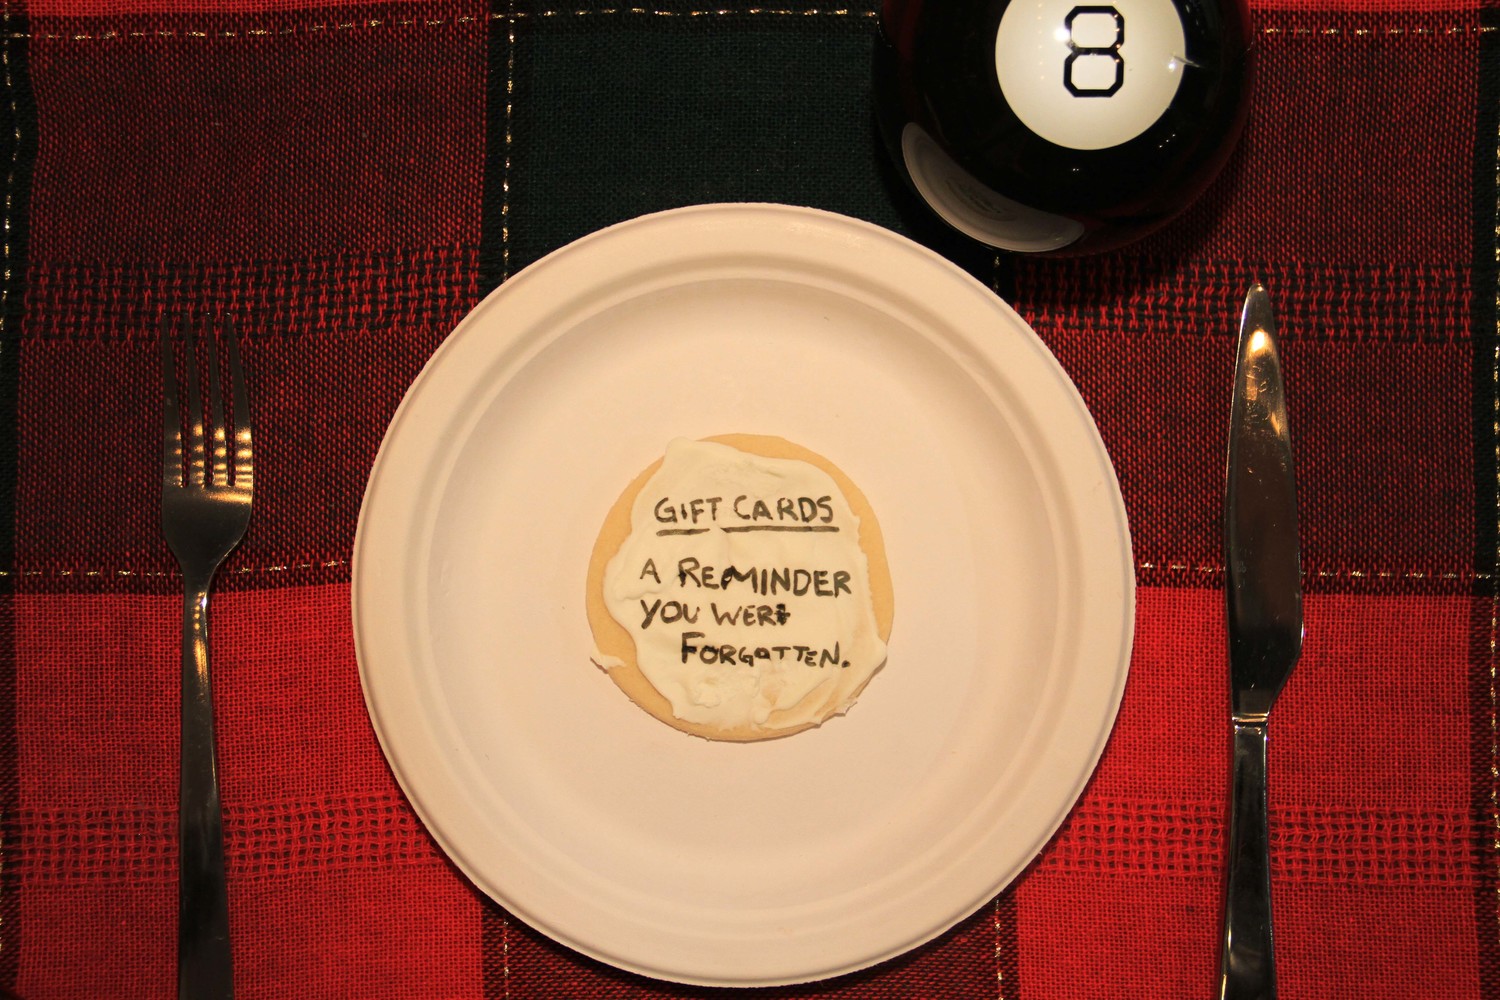 8
GIFT CARDS
A REMINDER
YOU WERE
FORGOTTEN.